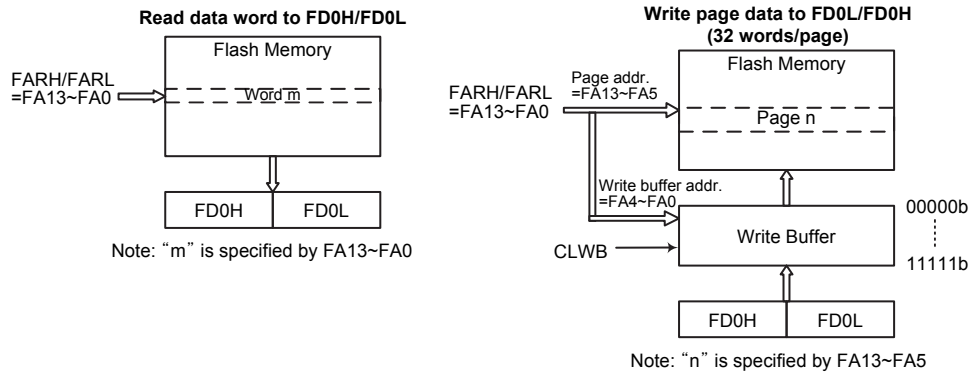 Read data word to FD0H/FD0L
Flash Memory
FARH/FARL
=FA13~FA0
Word m
FD0H
FD0L
Note: “m” is specified by FA13~FA0
Write page data to FD0L/FD0H
(32 words/page)
Flash Memory
FARH/FARL
=FA13~FA0
Page addr.
=FA13~FA5
Page n
Write buffer addr.
=FA4~FA0
CLWB
Write Buffer
00000b
11111b
FD0H
FD0L
Note: “n” is specified by FA13~FA5